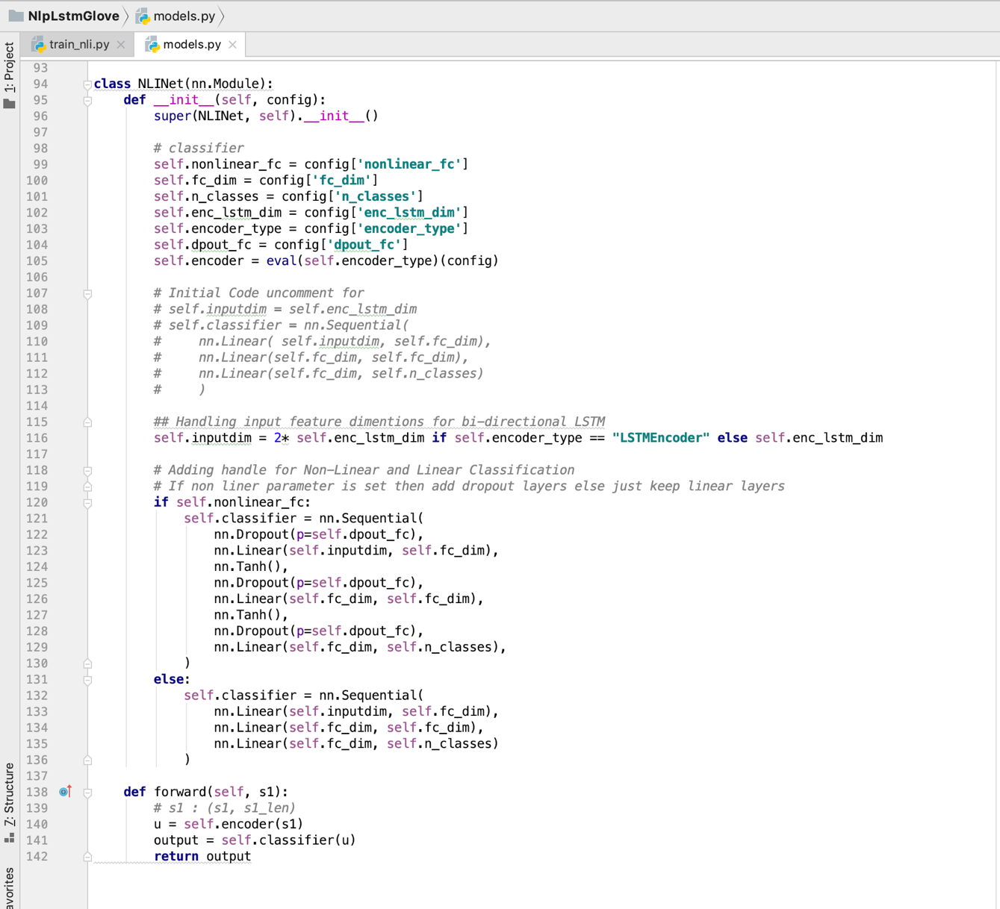 NlpLstmGlove models.py
train_nli.py models.py
1: Project
93
94 class NLINet(nn.Module):
95 def __init__(self, config):
96 super(NLINet, self).__init__()
97
98 # classifier
99 self.nonlinear_fc = config['nonlinear_fc']
100 self.fc_dim = config['fc_dim']
101 self.n_classes = config['n_classes']
102 self.enc_lstm_dim = config['enc_lstm_dim']
103 self.encoder_type = config['encoder_type']
104 self.dpout_fc = config['dpout_fc']
105 self.encoder = eval(self.encoder_type)(config)
106
107 # Initial Code uncomment for
108 # self.inputdim = self.enc_lstm_dim
109 # self.classifier = nn.Sequential(
110 # nn.Linear( self.inputdim, self.fc_dim),
111 # nn.Linear(self.fc_dim, self.fc_dim),
112 # nn.Linear(self.fc_dim, self.n_classes)
113 # )
114
115 ## Handling input feature dimentions for bi-directional LSTM
116 self.inputdim = 2* self.enc_lstm_dim if self.encoder_type == "LSTMEncoder" else self.enc_lstm_dim
117
118 # Adding handle for Non-Linear and Linear Classification
119 # If non liner parameter is set then add dropout layers else just keep linear layers
120 if self.nonlinear_fc:
121 self.classifier = nn.Sequential(
122 nn.Dropout(p=self.dpout_fc),
123 nn.Linear(self.inputdim, self.fc_dim),
124 nn.Tanh(),
125 nn.Dropout(p=self.dpout_fc),
126 nn.Linear(self.fc_dim, self.fc_dim),
127 nn.Tanh(),
128 nn.Dropout(p=self.dpout_fc),
129 nn.Linear(self.fc_dim, self.n_classes),
130 )
131 else:
132 self.classifier = nn.Sequential(
133 nn.Linear(self.inputdim, self.fc_dim),
134 nn.Linear(self.fc_dim, self.fc_dim),
135 nn.Linear(self.fc_dim, self.n_classes)
136 )
137
138 def forward(self, s1):
139 # s1 : (s1, s1_len)
140 u = self.encoder(s1)
141 output = self.classifier(u)
142 return output
7: Structure
avorites